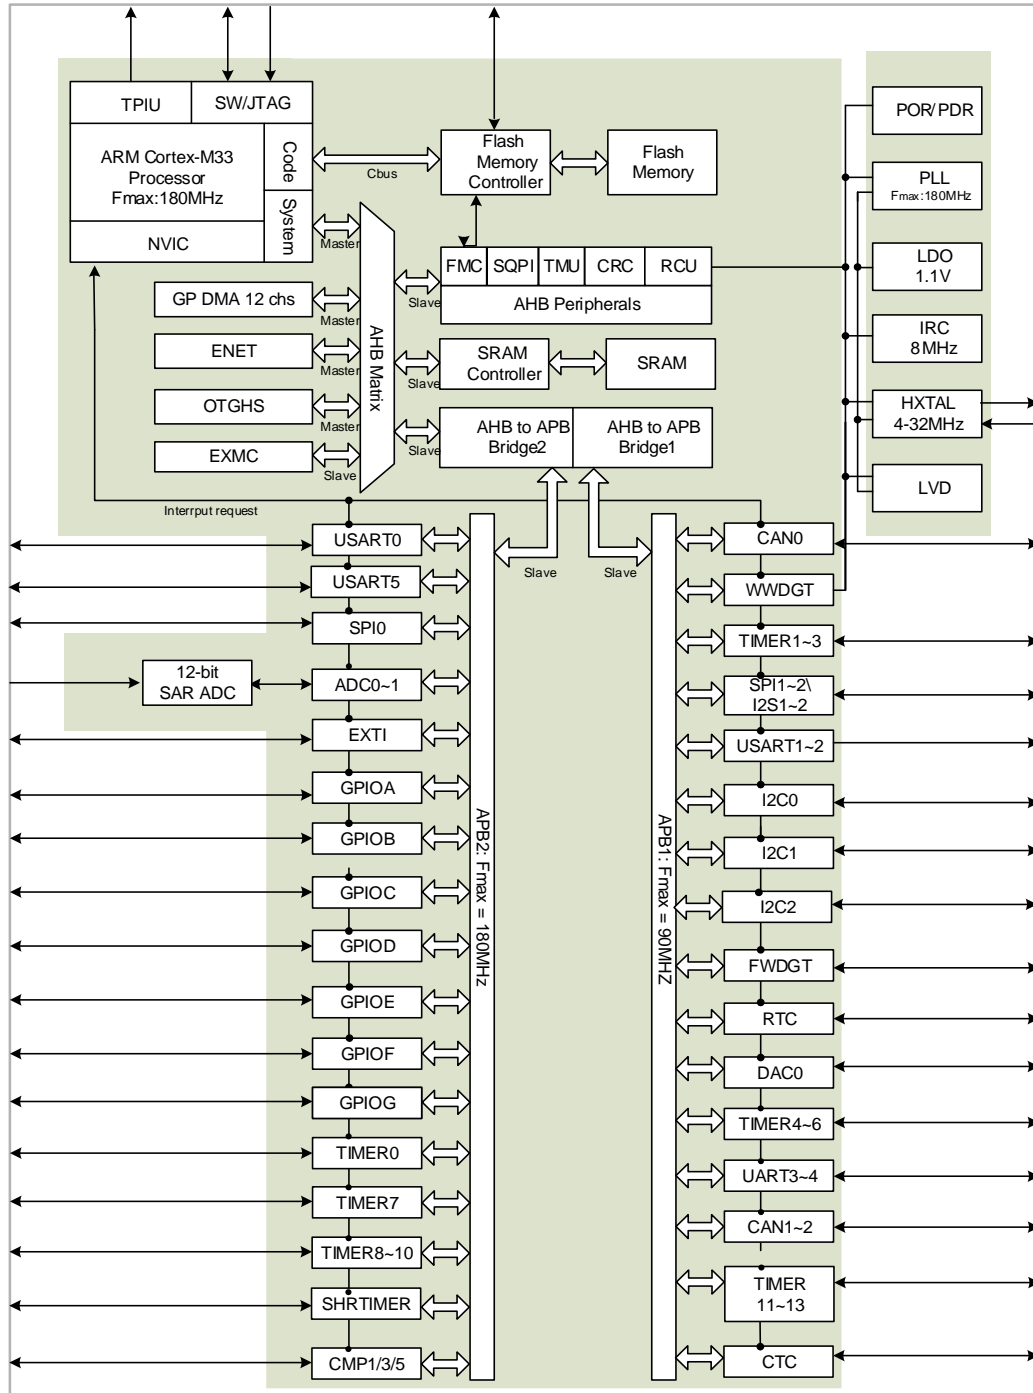 TPIU
SW/JTAG
ARM Cortex-M33
Processor
Fmax:180MHz
Code
System
NVIC
Cbus
Flash
Memory
Controller
Flash
Memory
Master
FMC
SQPI
TMU
CRC
RCU
AHB Peripherals
Slave
GP DMA 12 chs
Master
ENET
Master
OTGHS
Master
EXMC
Slave
AHB Matrix
SRAM
Controller
SRAM
Slave
AHB to APB
Bridge2
AHB to APB
Bridge1
Slave
POR/PDR
PLL
Fmax:180MHz
LDO
1.1V
IRC
8MHz
HXTAL
4-32MHz
LVD
Interrput request
Slave
Slave
USART0
USART5
SPI0
12-bit
SAR ADC
ADC0~1
EXTI
GPIOA
GPIOB
GPIOC
GPIOD
GPIOE
GPIOF
GPIOG
TIMER0
TIMER7
TIMER8~10
SHRTIMER
CMP1/3/5
APB2: Fmax = 180MHz
APB1: Fmax = 90MHZ
CAN0
WWDGT
TIMER1~3
SPI1~2\
I2S1~2
USART1~2
I2C0
I2C1
I2C2
FWDGT
RTC
DAC0
TIMER4~6
UART3~4
CAN1~2
TIMER
11~13
CTC